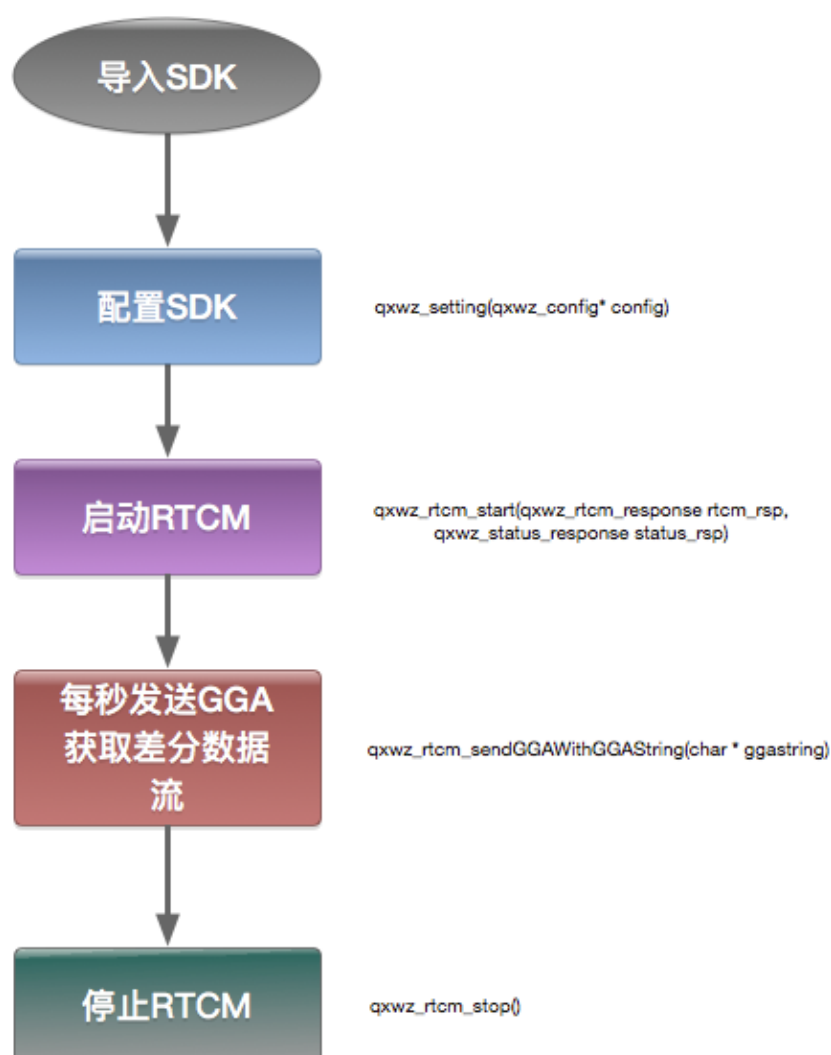 导入SDK
配置SDK
qxwz_setting(qxwz_config* config)
启动RTCM
qxwz_rtcm_start(qxwz_rtcm_response rtcm_rsp,
qxwz_status_response status_rsp)
每秒发送GGA
获取差分数据
流
qxwz_rtcm_sendGGAWithGGAString(char * ggastring)
停止RTCM
qxwz_rtcm_stop()